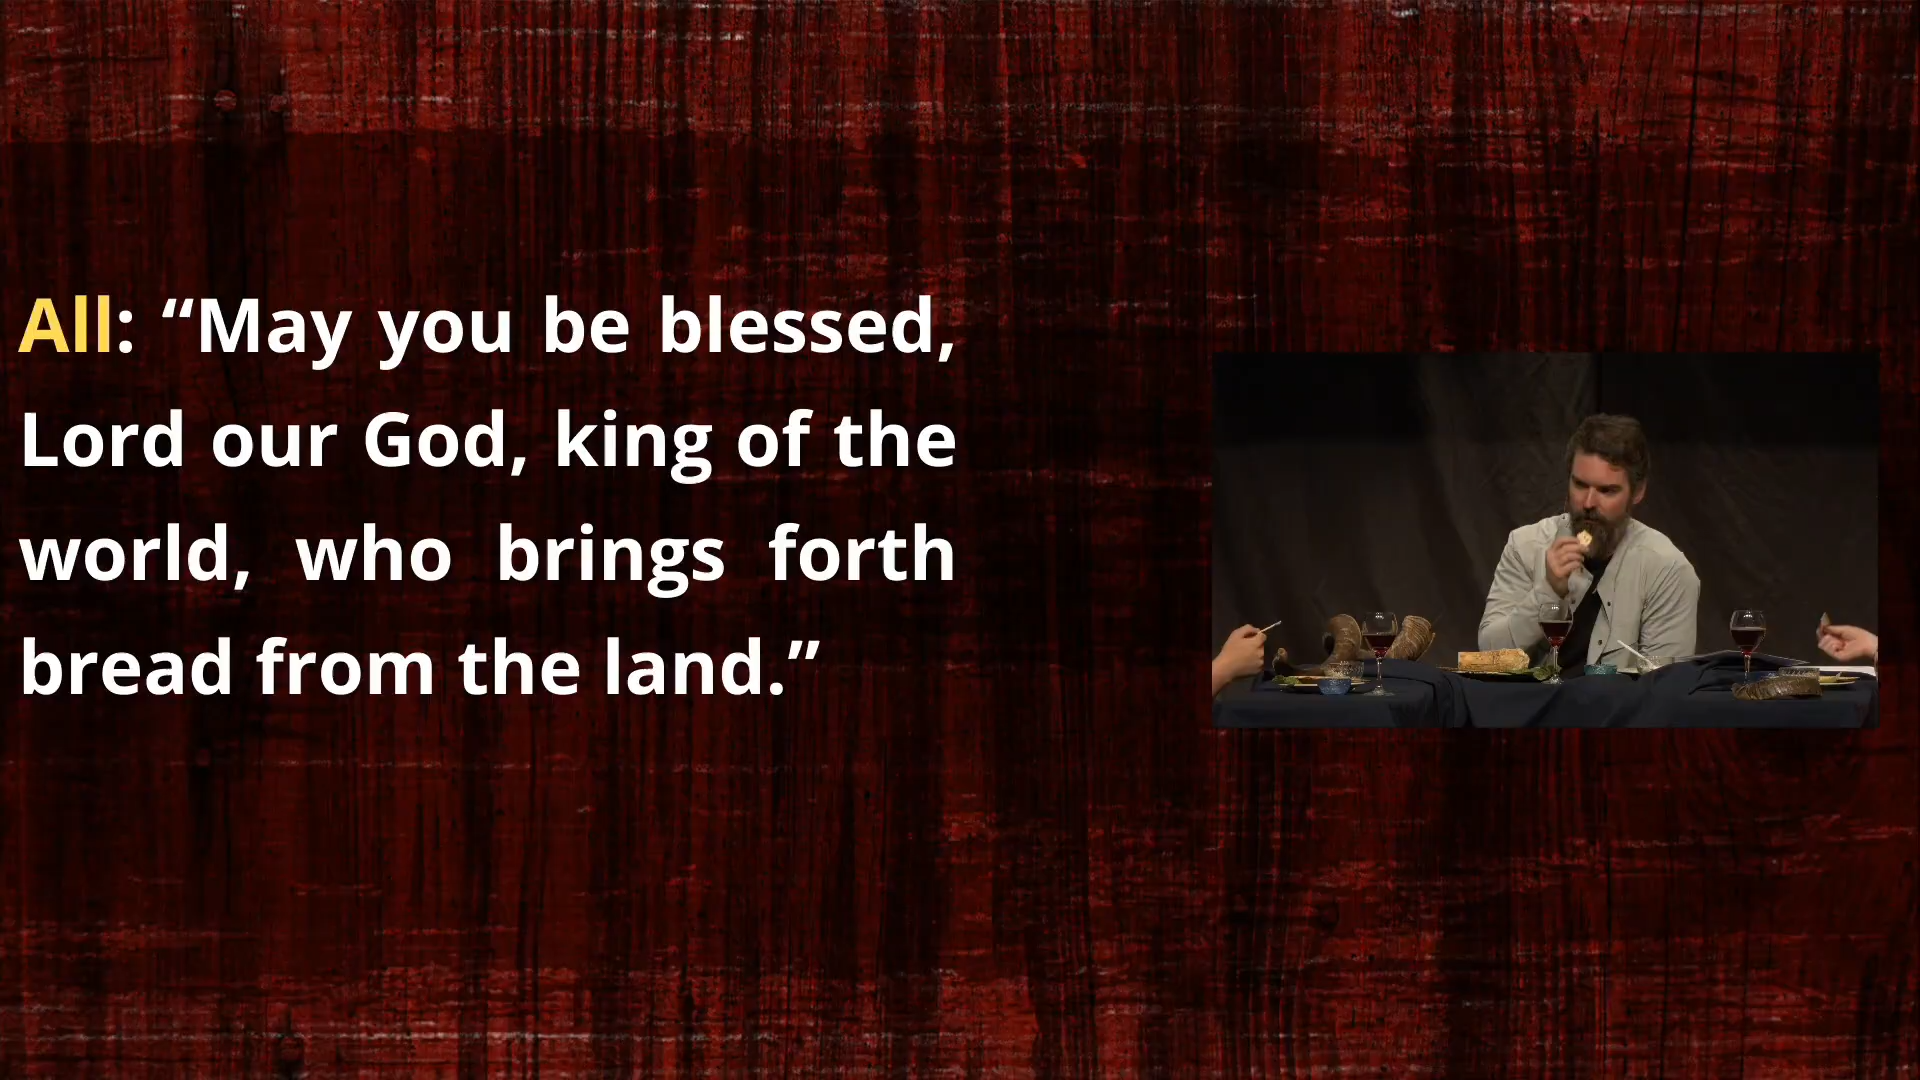 All: “May you be blessed,
Lord our God, king of the
world, who brings forth
bread from the land.”